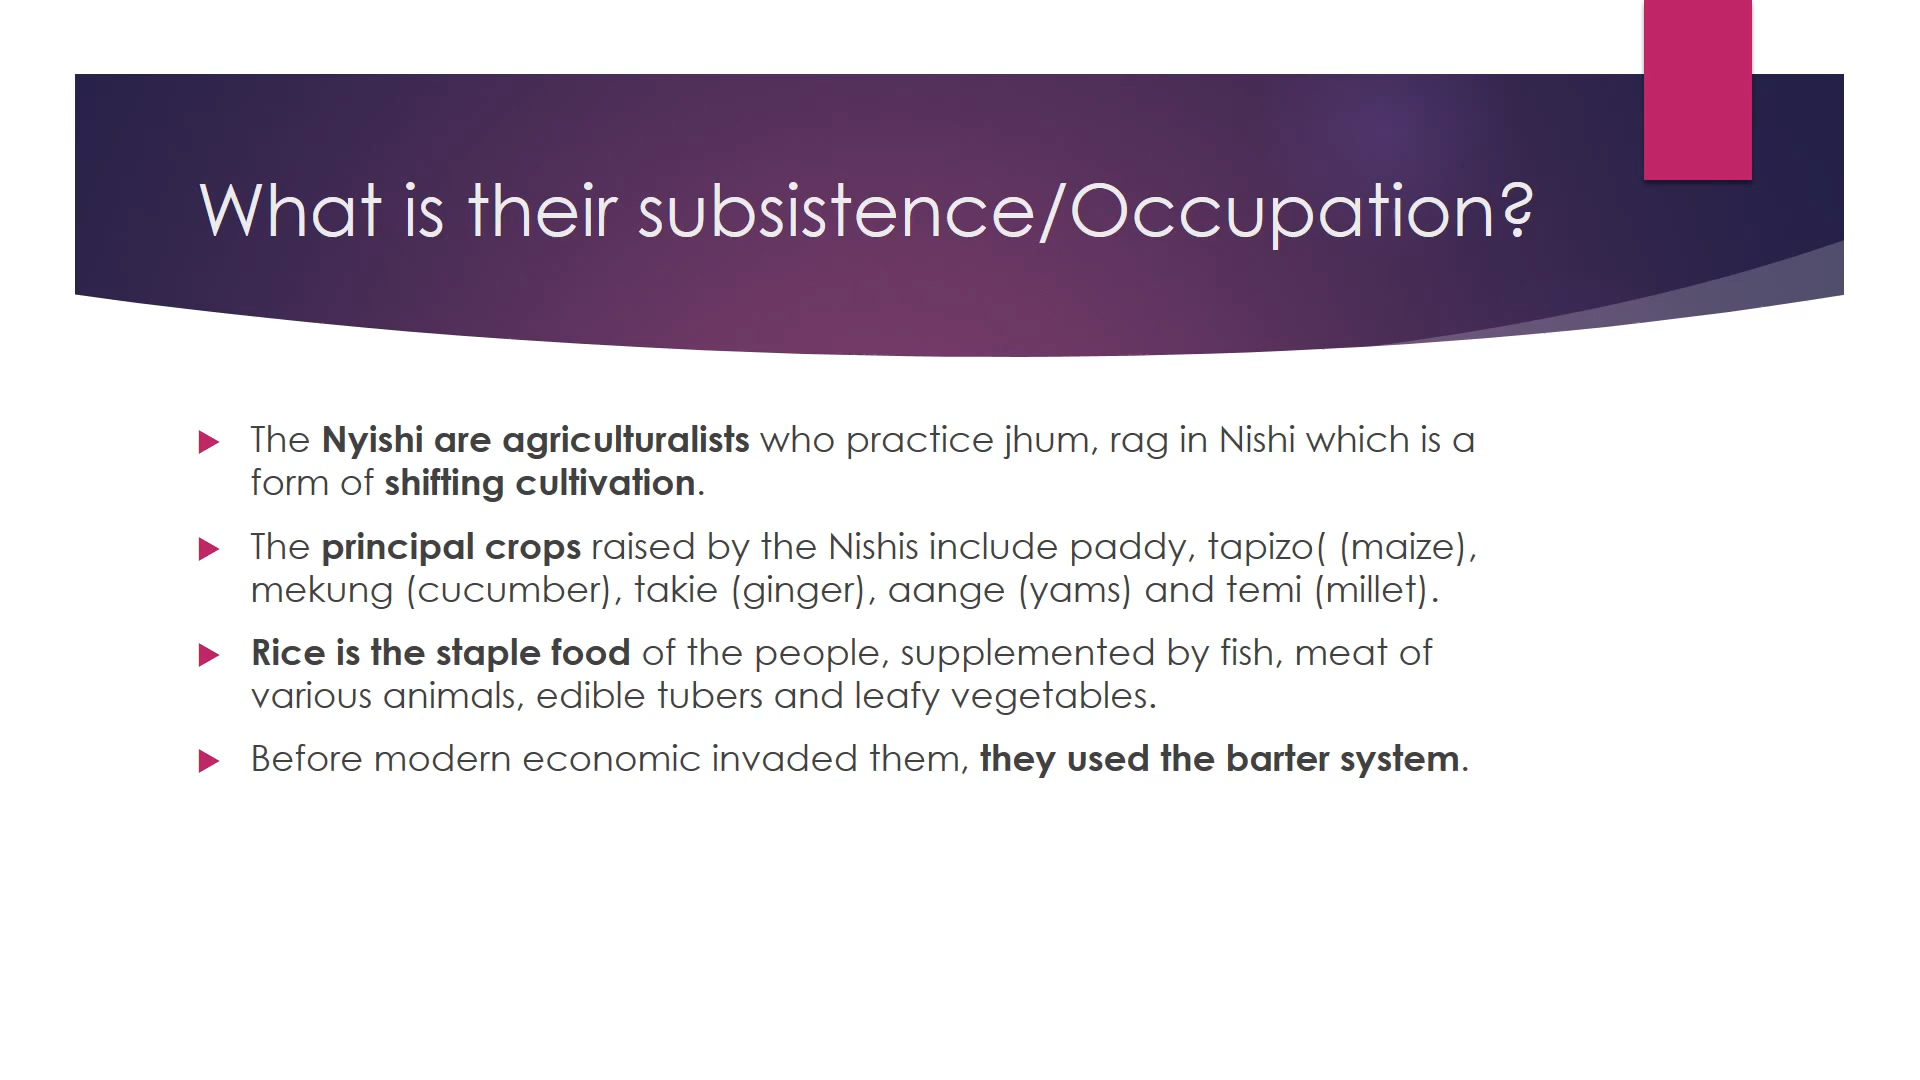 What is their subsistence/Occupation?
The Nyishi are agriculturalists who practice jhum, rag in Nishi which is a
form of shifting cultivation.
The principal crops raised by the Nishis include paddy, tapizo( (maize),
mekung (cucumber), takie (ginger), aange (yams) and temi (millet).
Rice is the staple food of the people, supplemented by fish, meat of
various animals, edible tubers and leafy vegetables.
Before modern economic invaded them, they used the barter system.